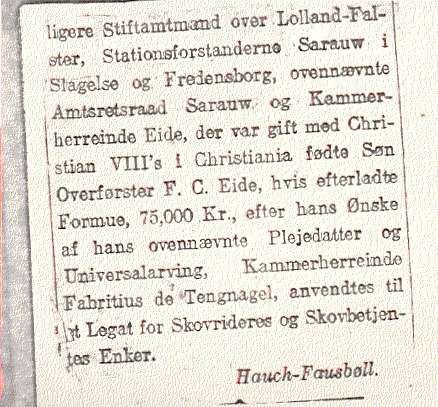 ligere Stiftamtmand over Lolland-Fal-
ster, Stationsforstanderne Sarauw i
Slagelse og Fredensborg, ovennævnte
Amtsretsraad Sarauw og Kammer-
herreinde Eide, der var gift med Chri-
stian VIII's i Christiania fødte Søn
Overførster F. C. Eide, hvis efterladte
Formue, 75,000 Kr., efter hans Ønske
af hans ovennævnte Plejedatter og
Universalarving, Kammerherreinde
Fabritius de Tengnagel, anvendtes til
et Legat for Skovrideres og Skovbetjen-
tes Enker.
Hauch-Fausbøll.